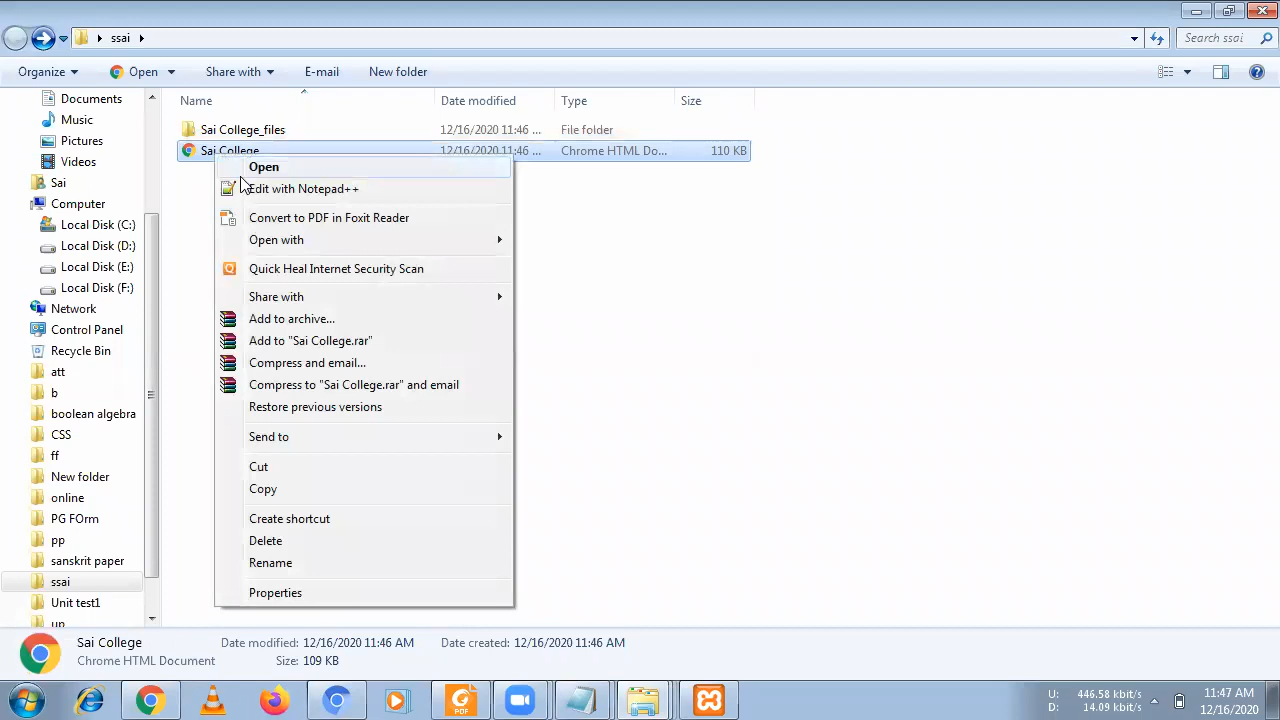 ssai
Search ssai
Organize
Open
Share with
E-mail
New folder
Name
Date modified
Type
Size
Sai College_files
12/16/2020 11:46 ...
File folder
Sai College
12/16/2020 11:46 ...
Chrome HTML Do...
110 KB
Documents
Music
Pictures
Videos
Sai
Computer
Local Disk (C:)
Local Disk (D:)
Local Disk (E:)
Local Disk (F:)
Network
Control Panel
Recycle Bin
att
b
boolean algebra
CSS
ff
New folder
online
PG FOrm
pp
sanskrit paper
ssai
Unit test1
up
Open
Edit with Notepad++
Convert to PDF in Foxit Reader
Open with
Quick Heal Internet Security Scan
Share with
Add to archive...
Add to "Sai College.rar"
Compress and email...
Compress to "Sai College.rar" and email
Restore previous versions
Send to
Cut
Copy
Create shortcut
Delete
Rename
Properties
Sai College
Date modified: 12/16/2020 11:46 AM
Date created: 12/16/2020 11:46 AM
Chrome HTML Document
Size: 109 KB
PDF
U: 446.58 kbit/s
D: 14.09 kbit/s
11:47 AM
12/16/2020